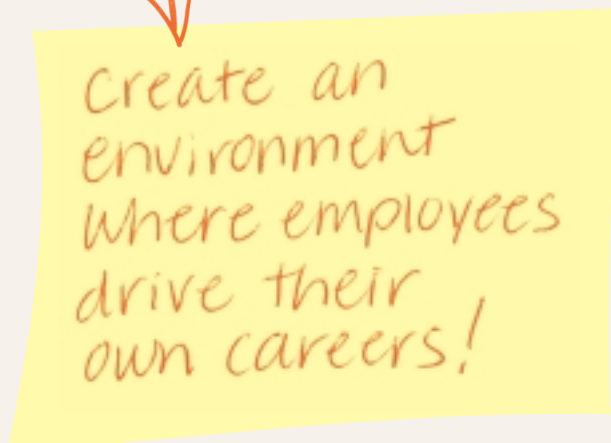 Create an
environment
where employees
drive their
own careers!